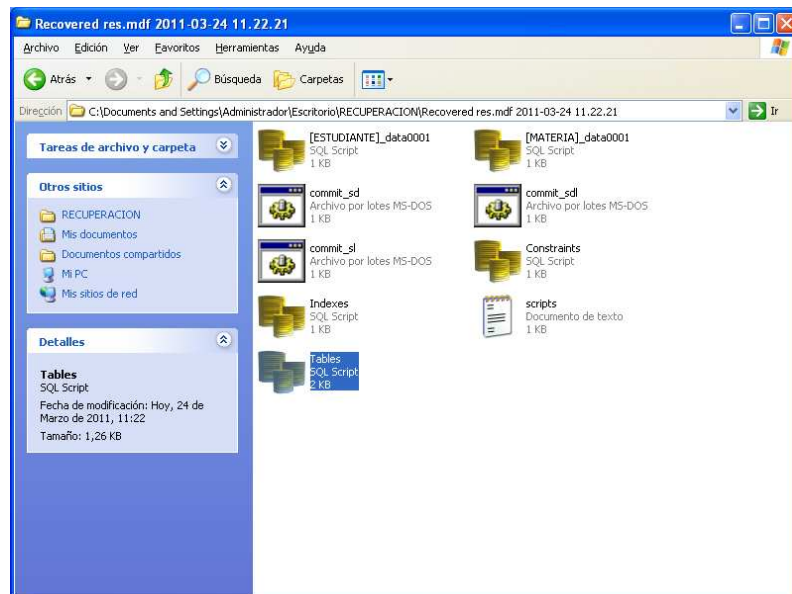 Recovered res.mdf 2011-03-24 11.22.21
Archivo Edición Ver Favoritos Herramientas Ayuda
Atrás Búsqueda Carpetas
Dirección C:\Documents and Settings\Administrador\Escritorio\RECUPERACION\Recovered res.mdf 2011-03-24 11.22.21 Ir
Tareas de archivo y carpeta
Otros sitios
RECUPERACION
Mis documentos
Documentos compartidos
Mi PC
Mis sitios de red
Detalles
Tables
SQL Script
Fecha de modificación: Hoy, 24 de
Marzo de 2011, 11:22
Tamaño: 1,26 KB
[ESTUDIANTE]_data0001
SQL Script
1 KB
[MATERIA]_data0001
SQL Script
1 KB
commit_sd
Archivo por lotes MS-DOS
1 KB
commit_sdl
Archivo por lotes MS-DOS
1 KB
commit_sl
Archivo por lotes MS-DOS
1 KB
Constraints
SQL Script
1 KB
Indexes
SQL Script
1 KB
scripts
Documento de texto
1 KB
Tables
SQL Script
2 KB